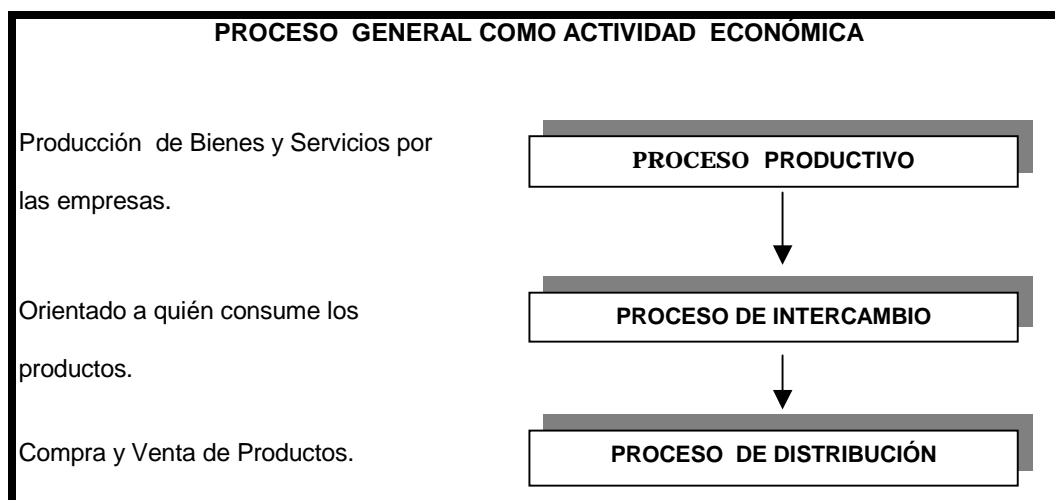 PROCESO GENERAL COMO ACTIVIDAD ECONÓMICA
Producción de Bienes y Servicios por
las empresas.
PROCESO PRODUCTIVO
Orientado a quién consume los
productos.
PROCESO DE INTERCAMBIO
Compra y Venta de Productos.
PROCESO DE DISTRIBUCIÓN